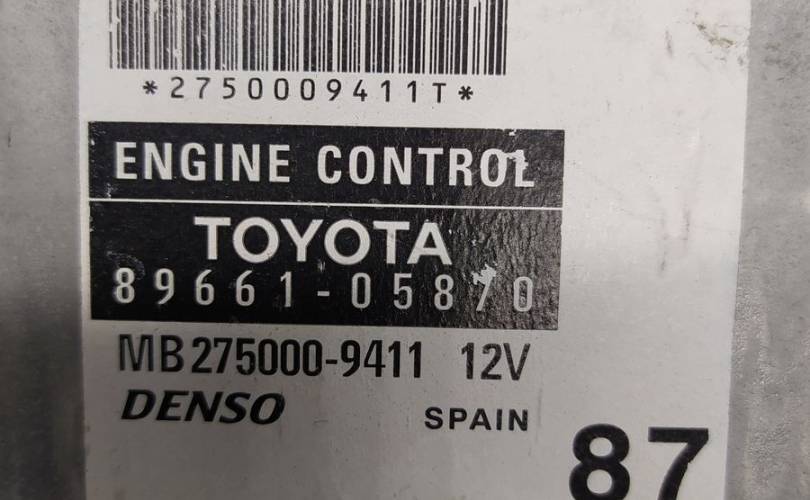 *2750009411T*
ENGINE CONTROL
TOYOTA
89661-05870
MB275000-9411 12V
DENSO SPAIN
87